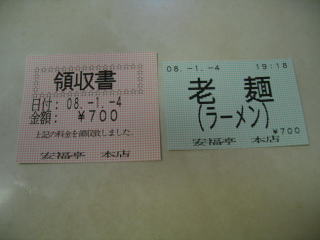 領収書
日付: 08.-1.-4
金額: ¥700
上記の料金を領収致しました
安福亭 本店
08.-1.-4 19:18
老麺
(ラーメン)
¥700
安福亭 本店